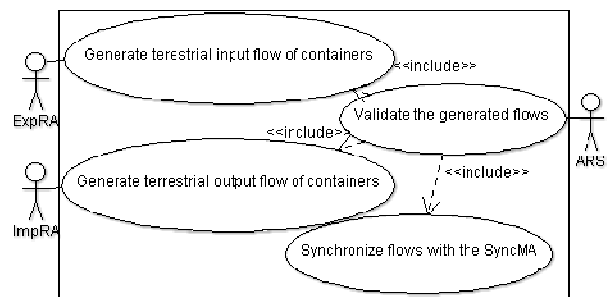 Generate terestrial input flow of containers
<<include>>
ExpRA
Validate the generated flows
<<include>>
ARS
Generate terrestrial output flow of containers
<<include>>
ImpRA
Synchronize flows with the SyncMA